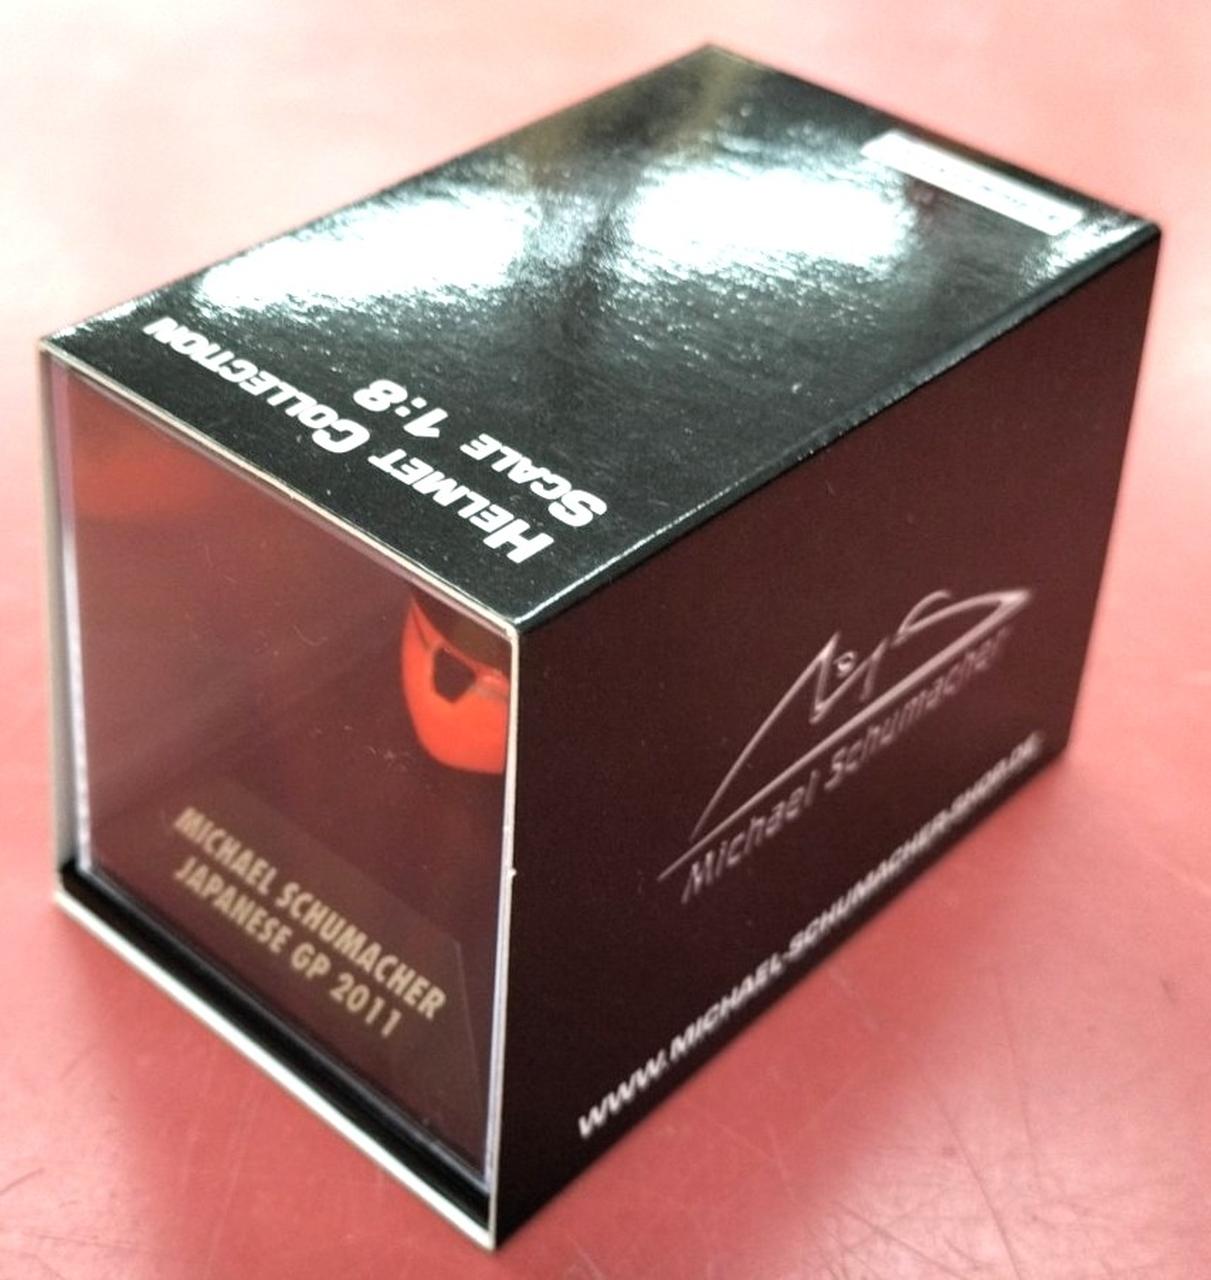 HELMET COLLECTION
SCALE 1:8
MICHAEL SCHUMACHER
JAPANESE GP 2011
Michael Schumacher
WWW.MICHAEL-SCHUMACHER-SHOP.DE